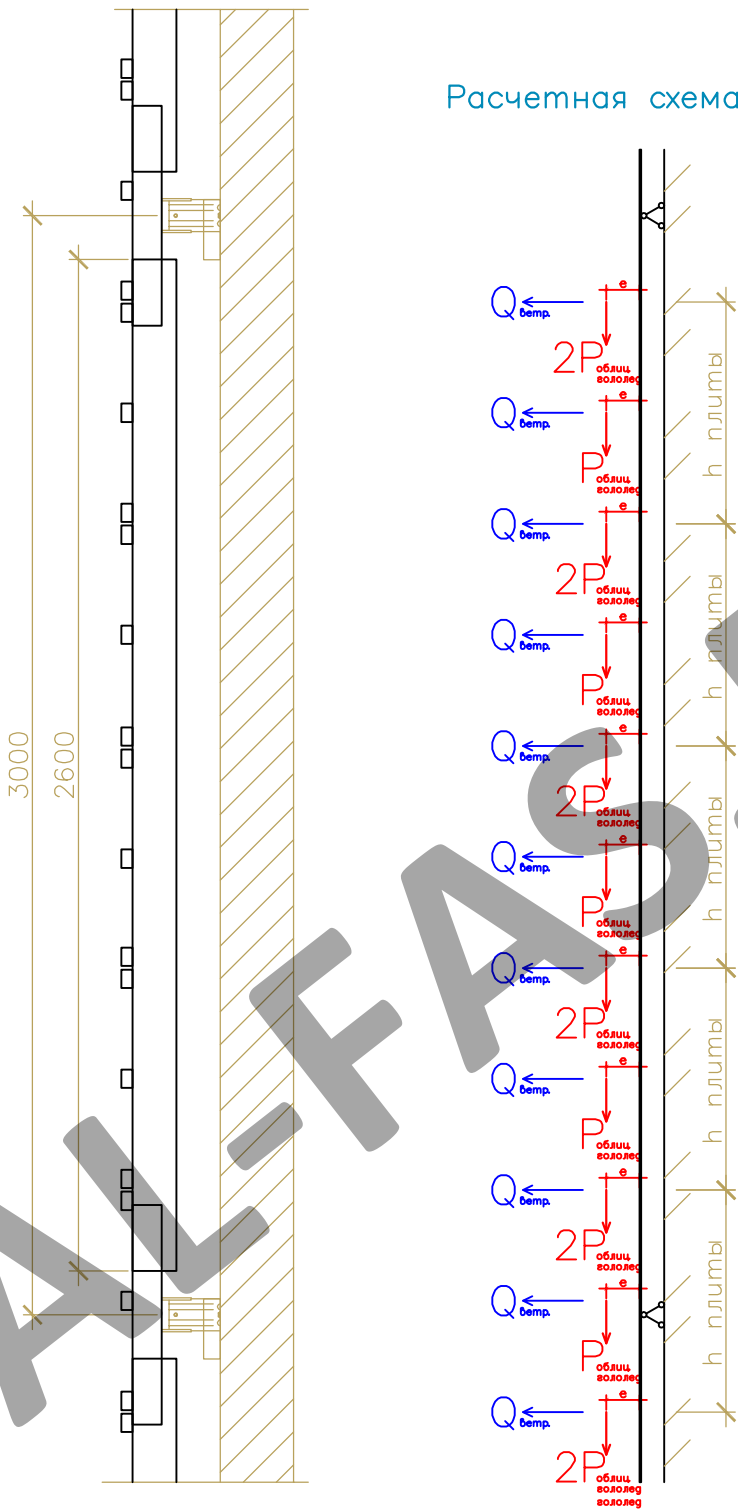 Расчетная схема
3000
2600
Q ветр.
e
2P облиц гололед
Q ветр.
e
P облиц гололед
Q ветр.
e
2P облиц гололед
Q ветр.
e
P облиц гололед
Q ветр.
e
2P облиц гололед
Q ветр.
e
P облиц гололед
Q ветр.
e
2P облиц гололед
Q ветр.
e
P облиц гололед
Q ветр.
e
2P облиц гололед
Q ветр.
e
P облиц гололед
Q ветр.
e
2P облиц гололед
гололед
h плиты
h плиты
h плиты
h плиты
h плиты
AL-FAS